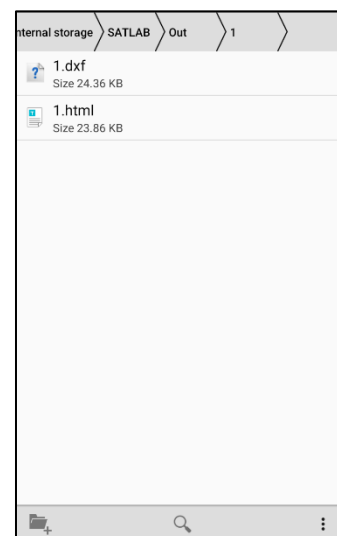 nternal storage SATLAB Out 1
1.dxf
Size 24.36 KB
1.html
Size 23.86 KB